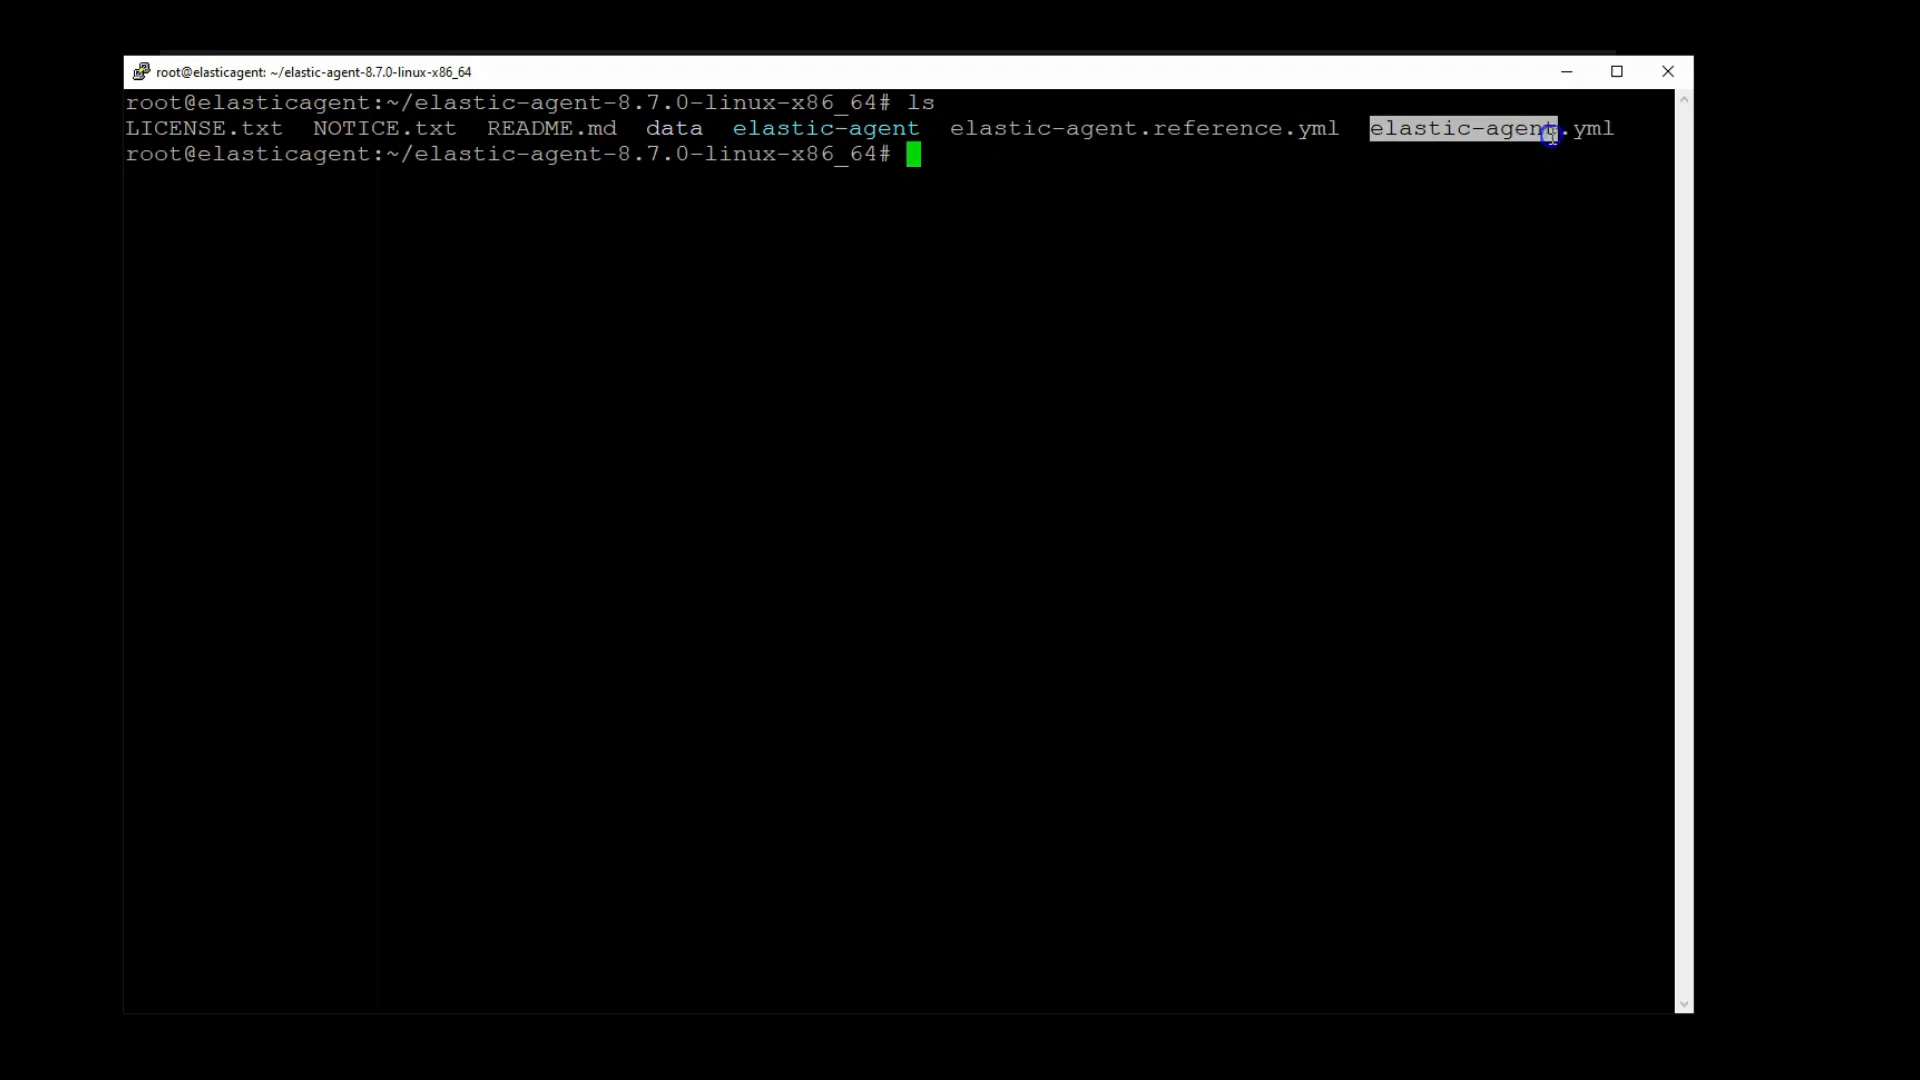 root@elasticagent: ~/elastic-agent-8.7.0-linux-x86_64
root@elasticagent:~/elastic-agent-8.7.0-linux-x86_64# ls
LICENSE.txt  NOTICE.txt  README.md  data  elastic-agent  elastic-agent.reference.yml  elastic-agent.yml
root@elasticagent:~/elastic-agent-8.7.0-linux-x86_64#